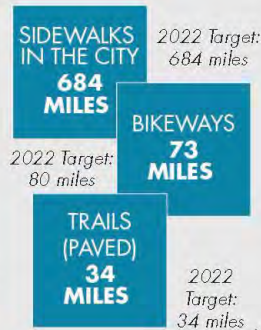 SIDEWALKS
IN THE CITY
684
MILES
2022 Target:
684 miles
BIKEWAYS
73
MILES
2022 Target:
80 miles
TRAILS
(PAVED)
34
MILES
2022
Target:
34 miles